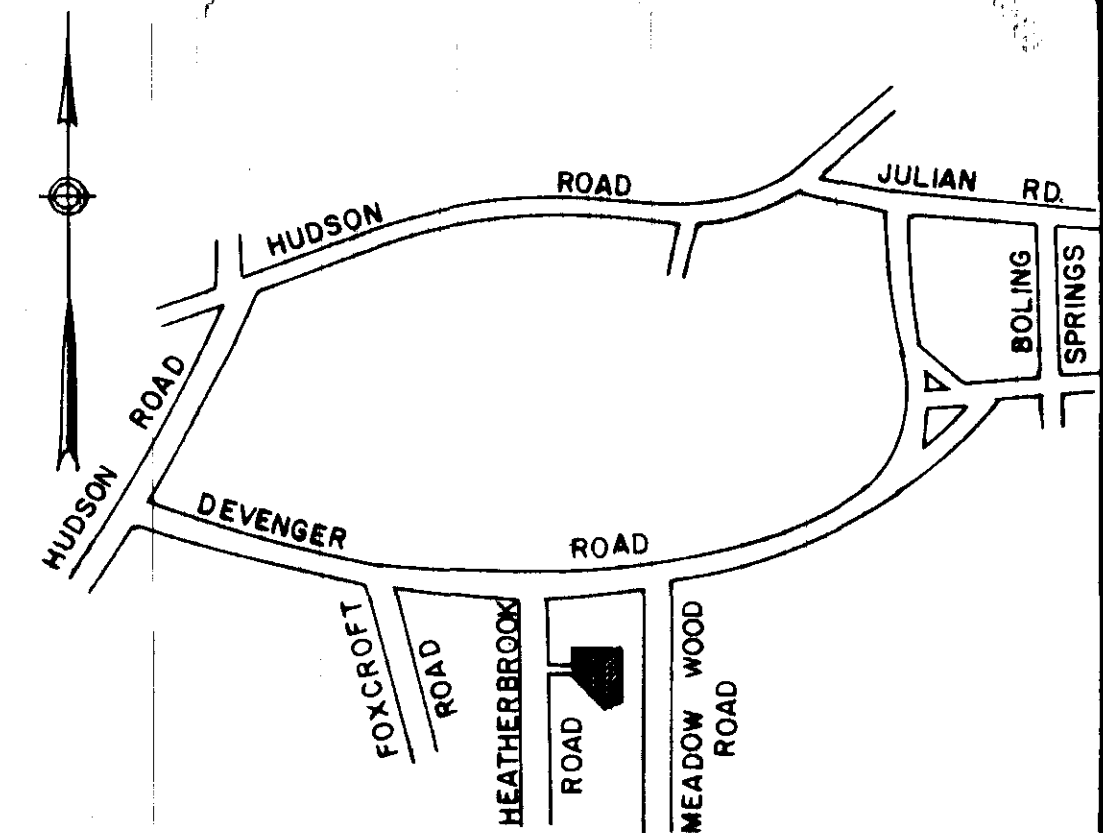 ROAD
JULIAN RD.
HUDSON
BOLING
SPRINGS
HUDSON ROAD
DEVENGER ROAD
FOXCROFT
ROAD
HEATHERBROOK
ROAD
MEADOW WOOD
ROAD